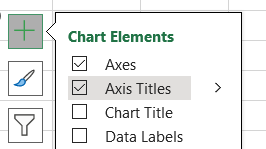 Chart Elements
Axes
Axis Titles
Chart Title
Data Labels